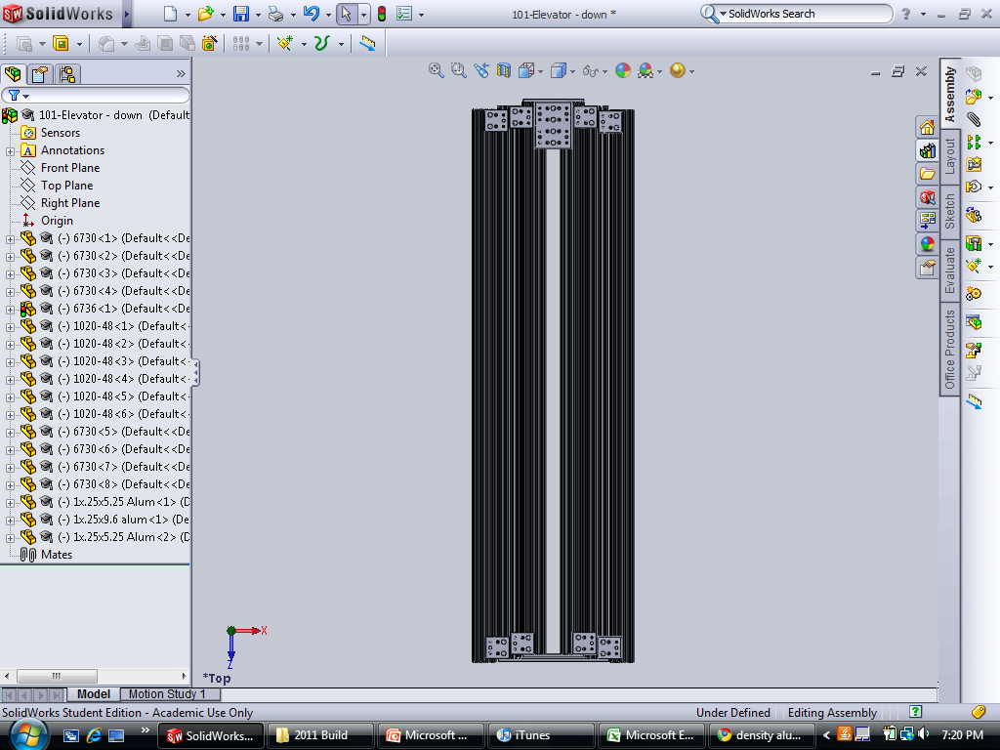 SolidWorks
101-Elevator - down *
SolidWorks Search
101-Elevator - down (Default
Sensors
Annotations
Front Plane
Top Plane
Right Plane
Origin
(-) 6730<1> (Default<<De
(-) 6730<2> (Default<<De
(-) 6730<3> (Default<<De
(-) 6730<4> (Default<<De
(-) 6736<1> (Default<<De
(-) 1020-48<1> (Default<
(-) 1020-48<2> (Default<
(-) 1020-48<3> (Default<
(-) 1020-48<4> (Default<
(-) 1020-48<5> (Default<
(-) 1020-48<6> (Default<
(-) 6730<5> (Default<<De
(-) 6730<6> (Default<<De
(-) 6730<7> (Default<<De
(-) 6730<8> (Default<<De
(-) 1x.25x5.25 Alum<1> (D
(-) 1x.25x9.6 alum<1> (De
(-) 1x.25x5.25 Alum<2> (D
Mates
Assembly
Layout
Sketch
Evaluate
Office Products
X
Z
*Top
Model
Motion Study 1
SolidWorks Student Edition - Academic Use Only
Under Defined
Editing Assembly
SolidWorks...
2011 Build
Microsoft ...
iTunes
Microsoft E...
density alu...
7:20 PM